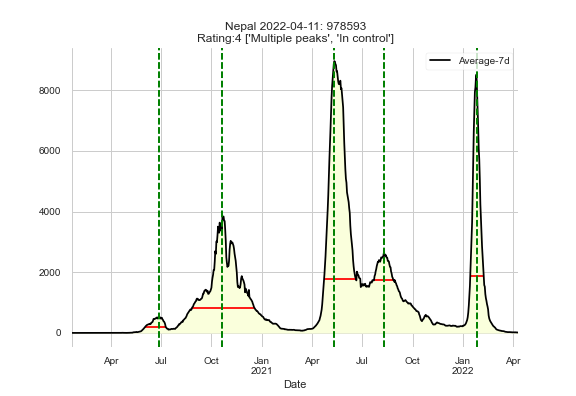 Nepal 2022-04-11: 978593
Rating:4 ['Multiple peaks', 'In control']
Average-7d
8000
6000
4000
2000
0
Apr Jul Oct Jan Apr Jul Oct Jan Apr
2021 2022
Date